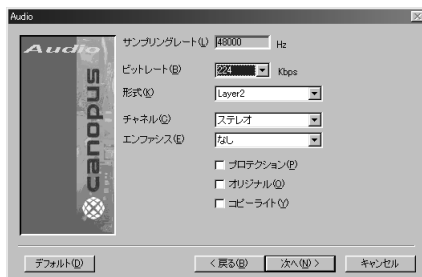 Audio
Audio
canopus
サンプリングレート(L) 48000 Hz
ビットレート(B) 224 Kbps
形式(K) Layer2
チャネル(C) ステレオ
エンファシス(E) なし
プロテクション(P)
オリジナル(O)
コピーライト(Y)
デフォルト(D) < 戻る(B) 次へ(N) > キャンセル